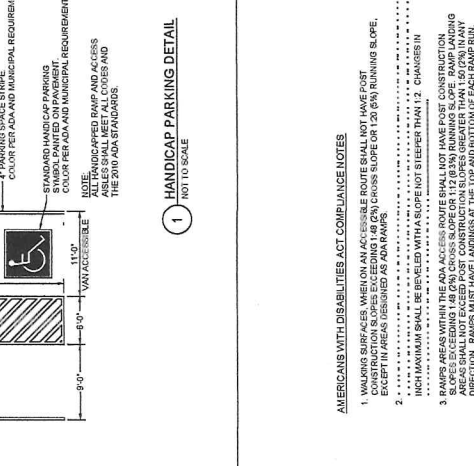 4" PARKING SPACE STRIPE
COLOR PER ADA AND MUNICIPAL REQUIREM
STANDARD HANDICAP PARKING
SYMBOL PAINTED ON PAVEMENT.
COLOR PER ADA AND MUNICIPAL REQUIREMENT
NOTE:
ALL HANDICAPPED RAMP AND ACCESS
AISLES SHALL MEET ALL CODES AND
THE 2010 ADA STANDARDS.
9'-0"
6'-0"
11'-0"
VAN ACCESSIBLE
1 HANDICAP PARKING DETAIL
NOT TO SCALE
AMERICANS WITH DISABILITIES ACT COMPLIANCE NOTES
1. WALKING SURFACES, WHEN ON AN ACCESSIBLE ROUTE SHALL NOT HAVE POST
CONSTRUCTION SLOPES EXCEEDING 1:48 (2%) CROSS SLOPE OR 1:20 (5%) RUNNING SLOPE,
EXCEPT IN AREAS DESIGNED AS ADA RAMPS.
2.
INCH MAXIMUM SHALL BE BEVELED WITH A SLOPE NOT STEEPER THAN 1:2. CHANGES IN
3. RAMPS AREAS WITHIN THE ADA ACCESS ROUTE SHALL NOT HAVE POST CONSTRUCTION
SLOPES EXCEEDING 1:48 (2%) CROSS SLOPE OR 1:12 (8.33%) RUNNING SLOPE. RAMP LANDING
AREAS SHALL NOT EXCEED POST CONSTRUCTION SLOPES GREATER THAN 1:50 (2%) IN ANY
DIRECTION. RAMPS MUST HAVE LANDINGS AT THE TOP AND BOTTOM OF EACH RAMP RUN.